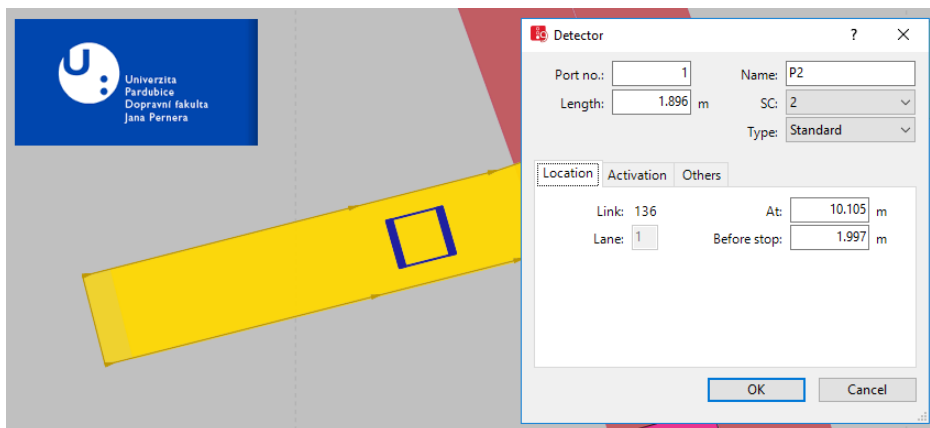 Univerzita
Pardubice
Dopravní fakulta
Jana Pernera
Detector ?
Port no.: 1 Name: P2
Length: 1.896 m SC: 2
Type: Standard
Location Activation Others
Link: 136 At: 10.105 m
Lane: 1 Before stop: 1.997 m
OK Cancel